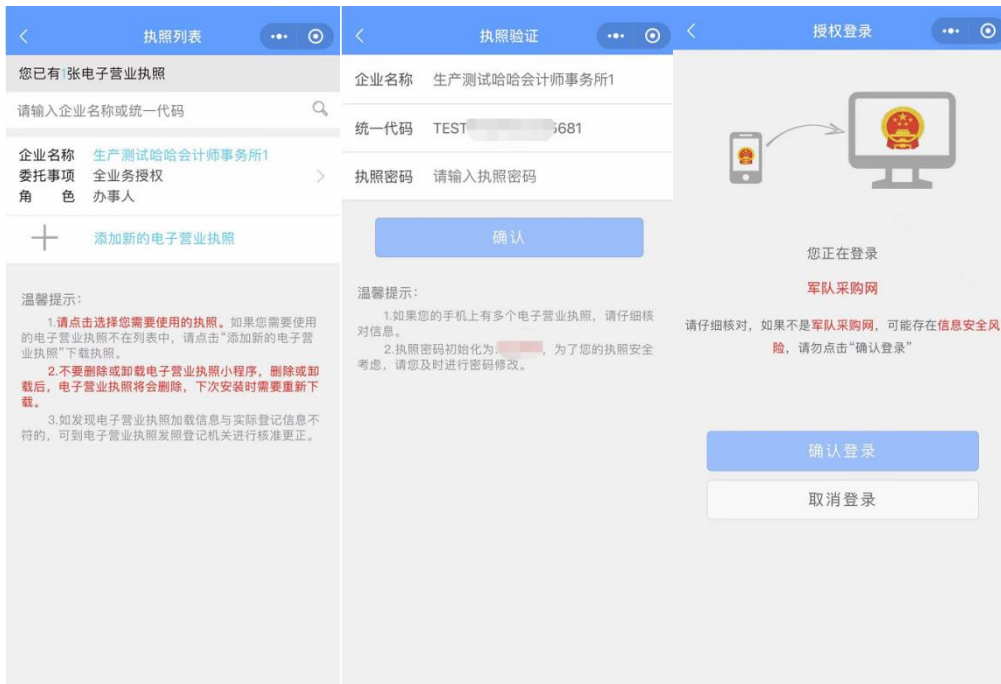 执照列表
您已有1张电子营业执照
请输入企业名称或统一代码
企业名称 生产测试哈哈会计师事务所1
委托事项 全业务授权
角 色 办事人
添加新的电子营业执照
温馨提示：
1.请点击选择您需要使用的执照。如果您需要使用
的电子营业执照不在列表中，请点击“添加新的电子营
业执照”下载执照。
2.不要删除或卸载电子营业执照小程序，删除或卸
载后，电子营业执照将会删除，下次安装时需要重新下
载。
3.如发现电子营业执照加载信息与实际登记信息不
符的，可到电子营业执照发照登记机关进行核准更正。
执照验证
企业名称 生产测试哈哈会计师事务所1
统一代码 TEST 5681
执照密码 请输入执照密码
确认
温馨提示：
1.如果您的手机上有多个电子营业执照，请仔细核
对信息。
2.执照密码初始化为: ，为了您的执照安全
考虑，请您及时进行密码修改。
授权登录
您正在登录
军队采购网
请仔细核对，如果不是军队采购网，可能存在信息安全风
险，请勿点击“确认登录”
确认登录
取消登录